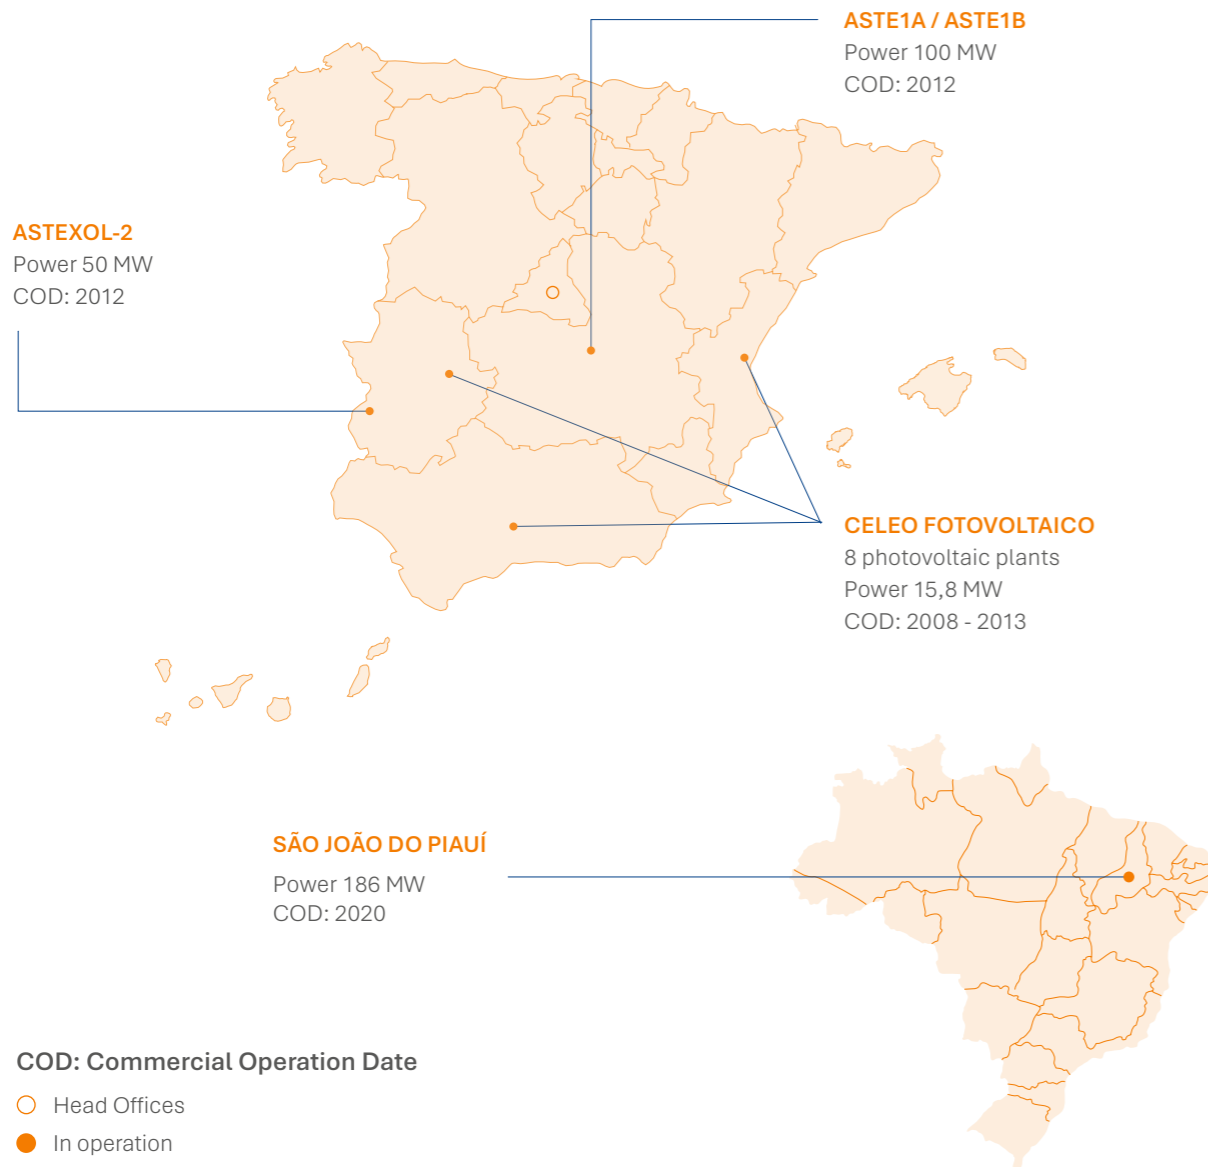 ASTE1A / ASTE1B
Power 100 MW
COD: 2012
ASTEXOL-2
Power 50 MW
COD: 2012
CELEO FOTOVOLTAICO
8 photovoltaic plants
Power 15,8 MW
COD: 2008 - 2013
SÃO JOÃO DO PIAUÍ
Power 186 MW
COD: 2020
COD: Commercial Operation Date
Head Offices
In operation